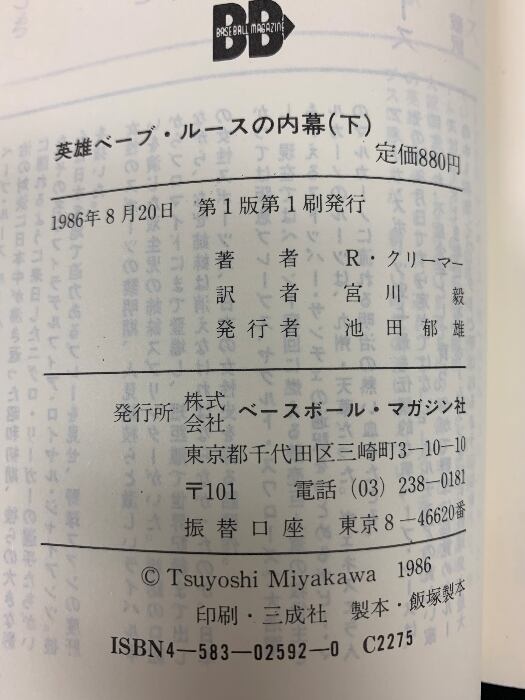 BB
BASEBALL MAGAZINE
英雄ベーブ・ルースの内幕(下)
定価880円
1986年8月20日 第1版第1刷発行
著者 R・クリーマー
訳者 宮川毅
発行者 池田郁雄
発行所 株式会社 ベースボール・マガジン社
東京都千代田区三崎町3-10-10
〒101 電話(03)238-0181
振替口座 東京8-46620番
© Tsuyoshi Miyakawa 1986
印刷・三成社 製本・飯塚製本
ISBN4-583-02592-0 C2275